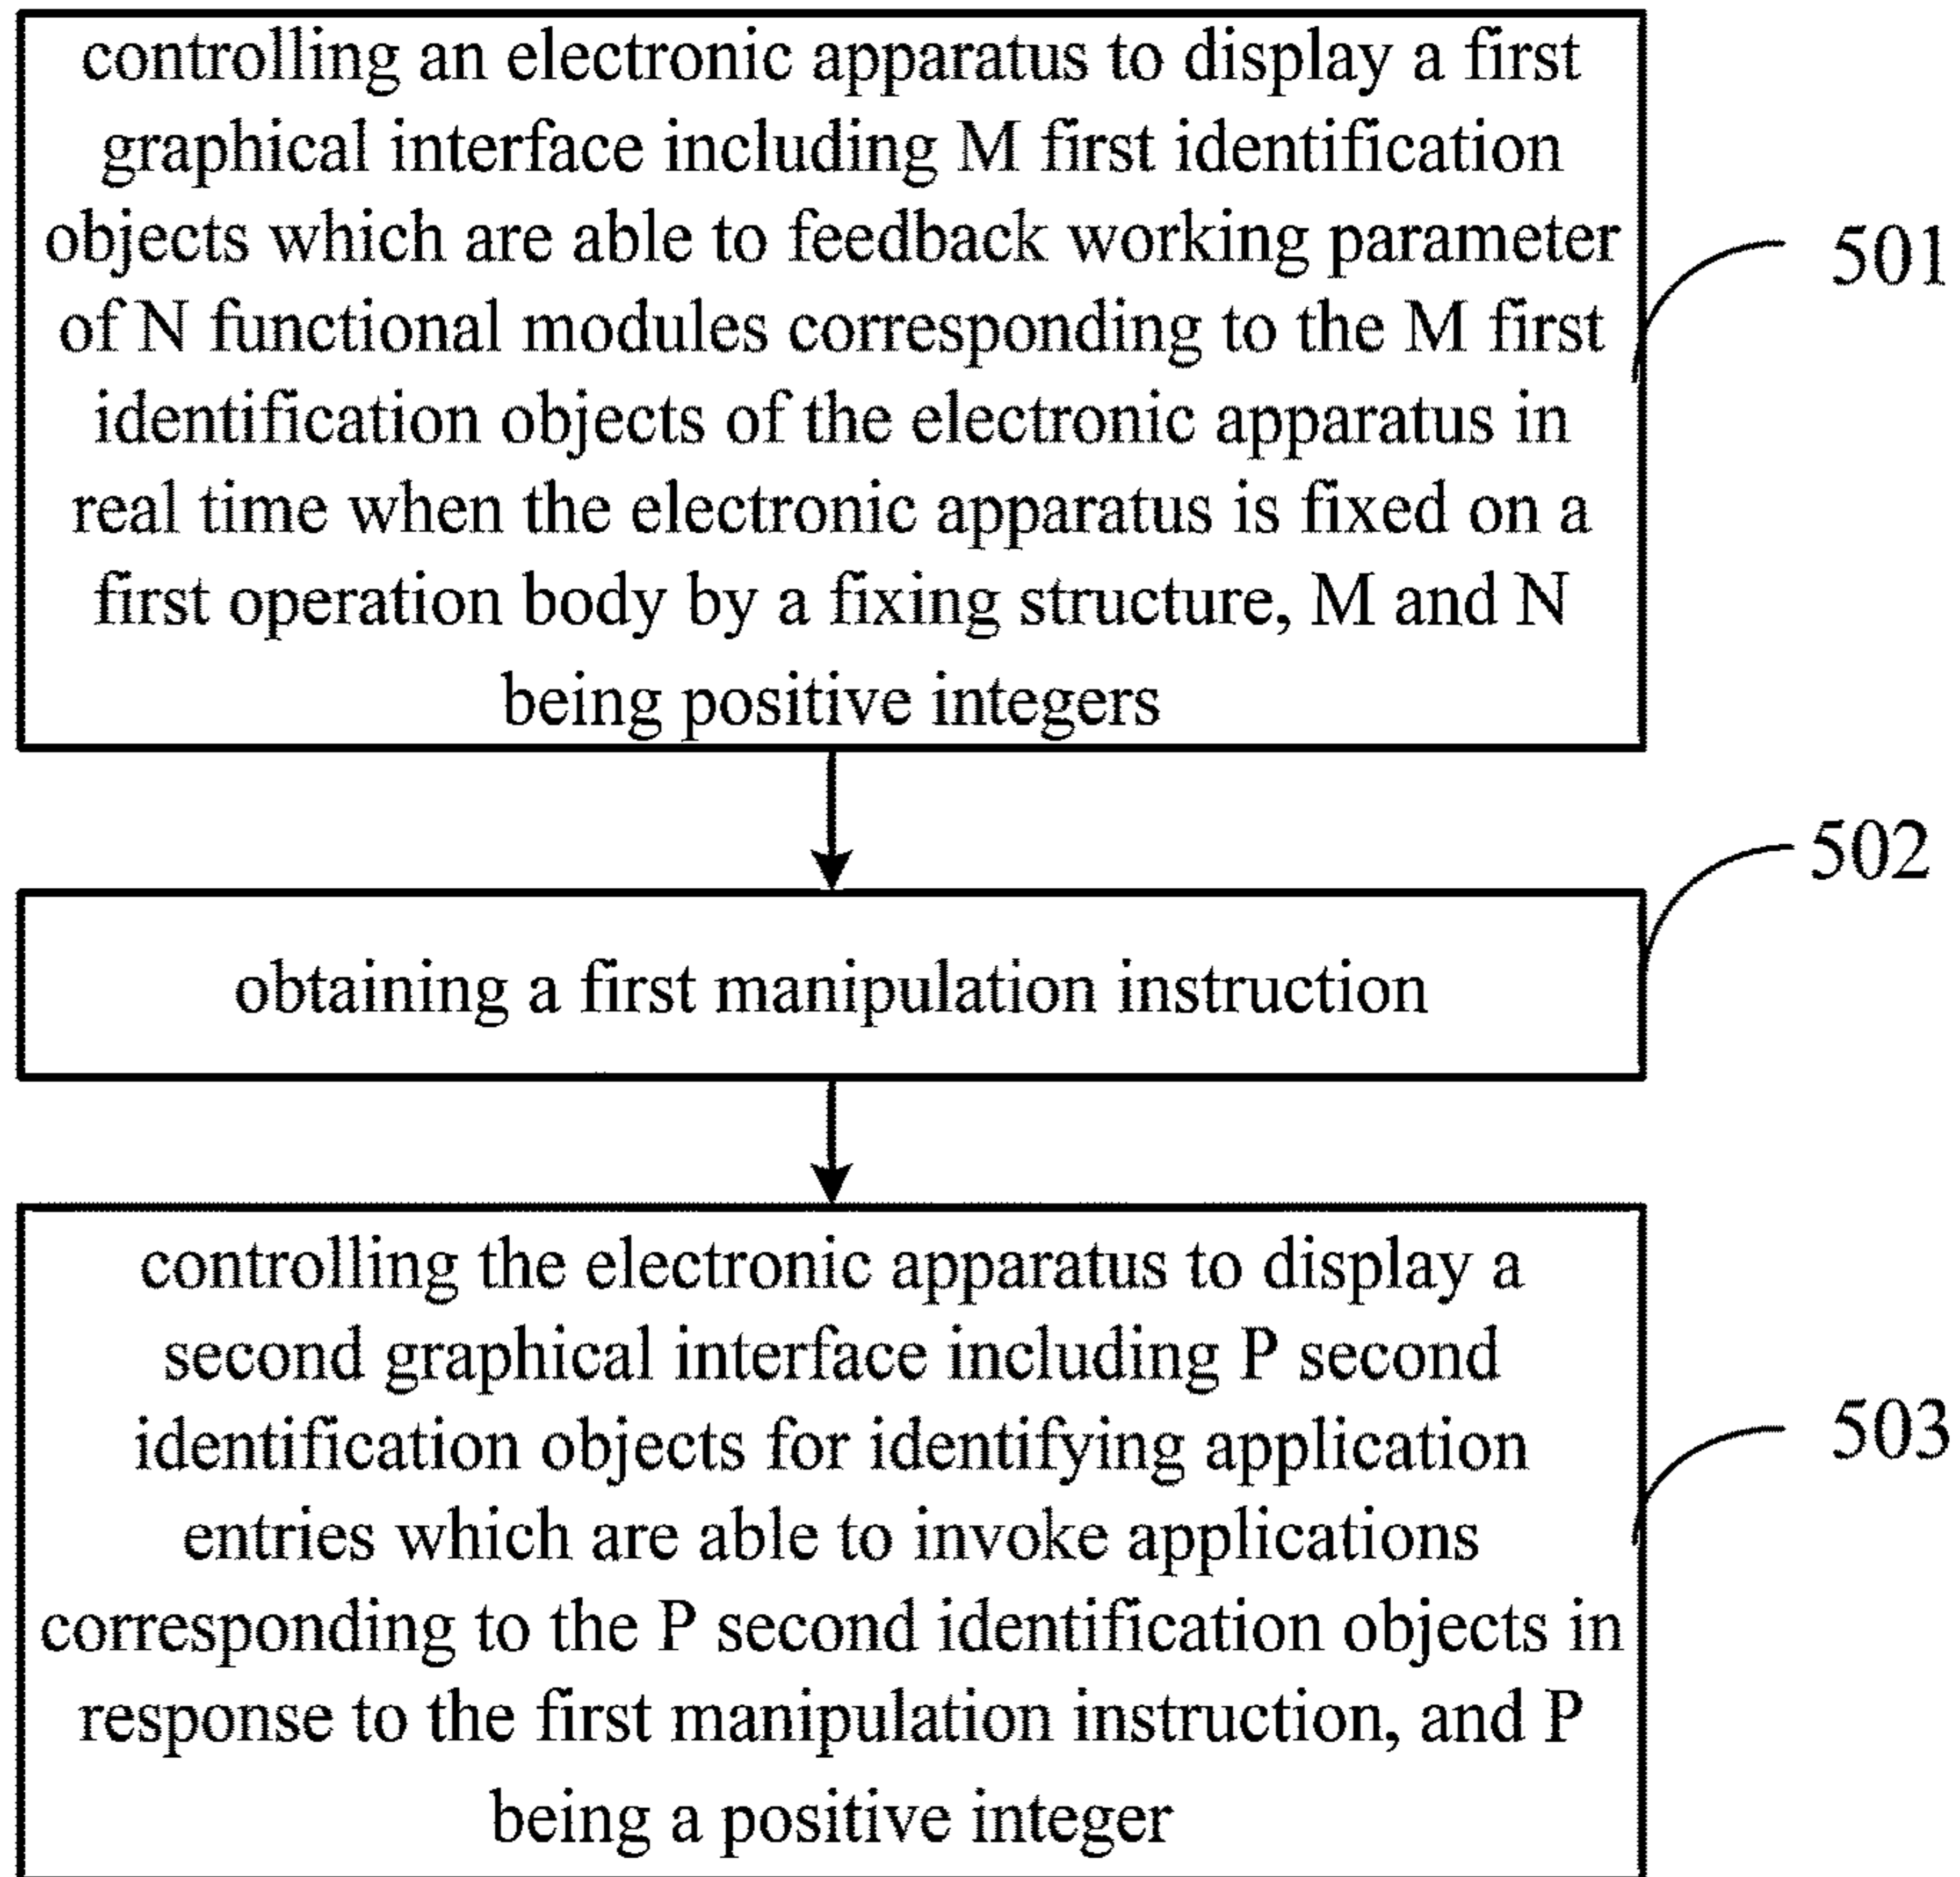 controlling an electronic apparatus to display a first
graphical interface including M first identification
objects which are able to feedback working parameter
of N functional modules corresponding to the M first
identification objects of the electronic apparatus in
real time when the electronic apparatus is fixed on a
first operation body by a fixing structure, M and N
being positive integers
501
502
obtaining a first manipulation instruction
controlling the electronic apparatus to display a
second graphical interface including P second
identification objects for identifying application
entries which are able to invoke applications
corresponding to the P second identification objects in
response to the first manipulation instruction, and P
being a positive integer
503